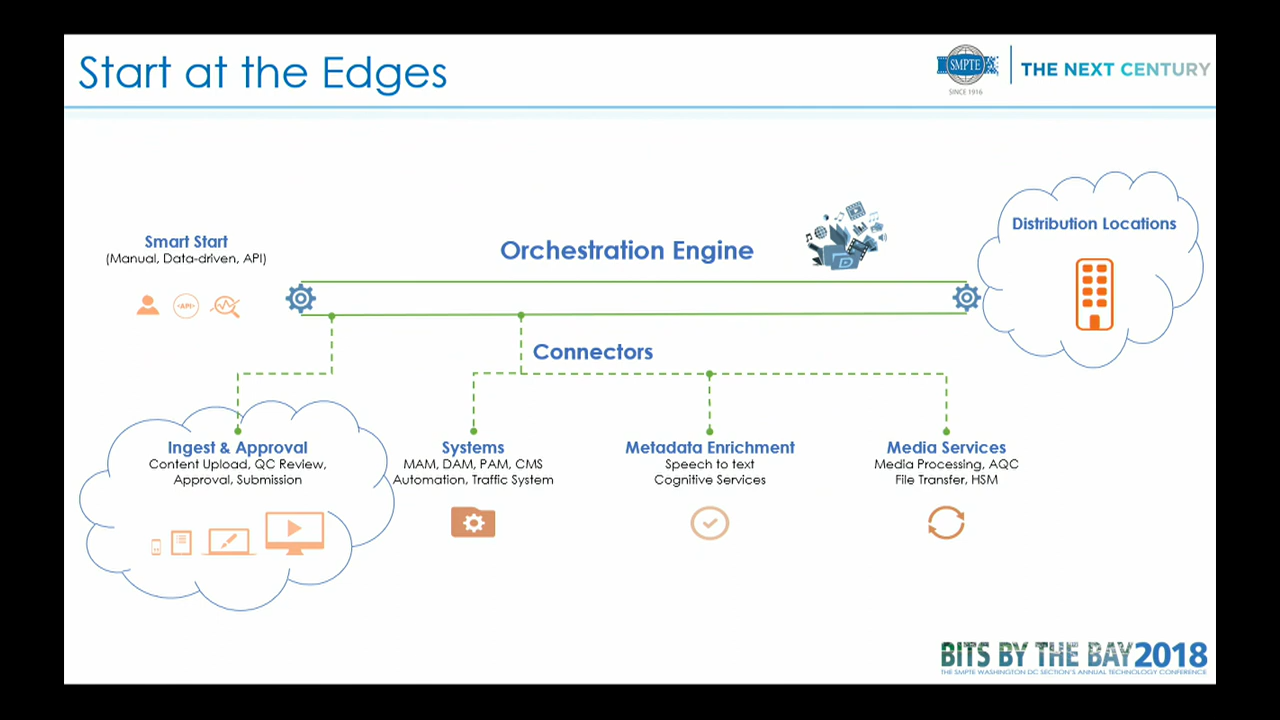 Start at the Edges
SMPTE
SINCE 1916
THE NEXT CENTURY
Smart Start
(Manual, Data-driven, API)
API
Orchestration Engine
D
Distribution Locations
Connectors
Ingest & Approval
Content Upload, QC Review,
Approval, Submission
Systems
MAM, DAM, PAM, CMS
Automation, Traffic System
Metadata Enrichment
Speech to text
Cognitive Services
Media Services
Media Processing, AQC
File Transfer, HSM
BITS BY THE BAY 2018
THE SMPTE WASHINGTON DC SECTION'S ANNUAL TECHNOLOGY CONFERENCE